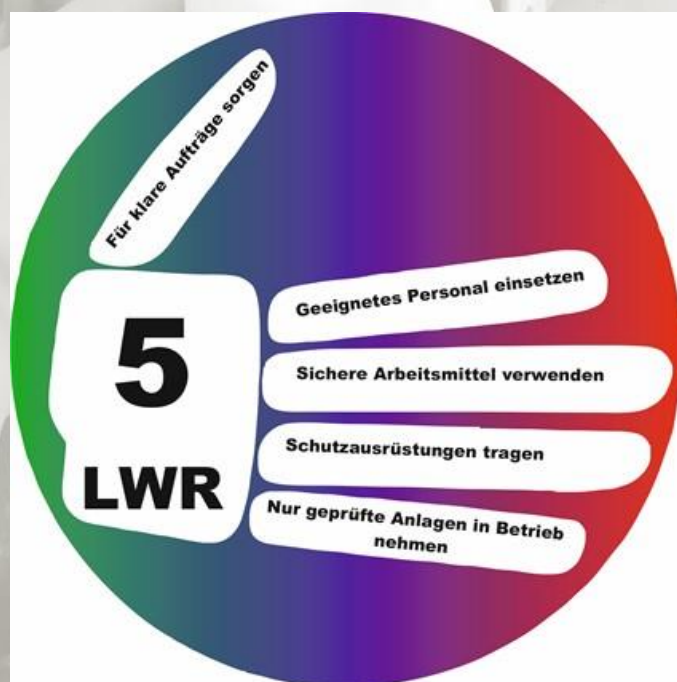 Für klare Aufträge sorgen
Geeignetes Personal einsetzen
5
Sichere Arbeitsmittel verwenden
Schutzausrüstungen tragen
LWR
Nur geprüfte Anlagen in Betrieb
nehmen